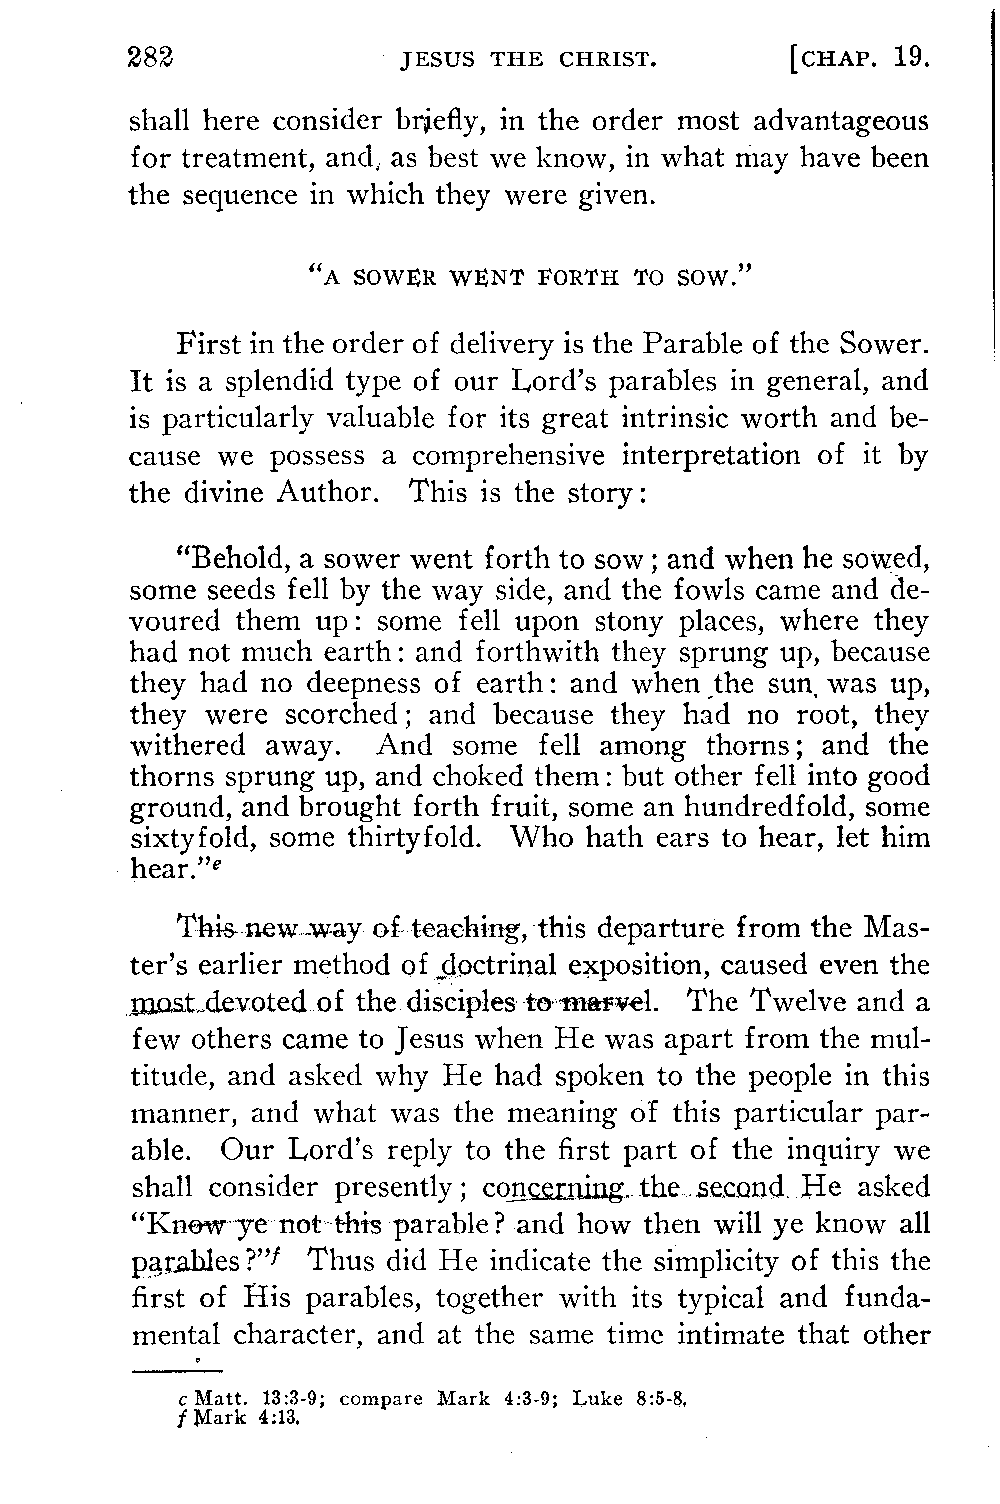 282 JESUS THE CHRIST. [CHAP. 19.
shall here consider briefly, in the order most advantageous
for treatment, and, as best we know, in what may have been
the sequence in which they were given.
“A SOWER WENT FORTH TO SOW.”
First in the order of delivery is the Parable of the Sower.
It is a splendid type of our Lord's parables in general, and
is particularly valuable for its great intrinsic worth and be-
cause we possess a comprehensive interpretation of it by
the divine Author. This is the story:
“Behold, a sower went forth to sow; and when he sowed,
some seeds fell by the way side, and the fowls came and de-
voured them up: some fell upon stony places, where they
had not much earth: and forthwith they sprung up, because
they had no deepness of earth: and when the sun was up,
they were scorched; and because they had no root, they
withered away. And some fell among thorns; and the
thorns sprung up, and choked them: but other fell into good
ground, and brought forth fruit, some an hundredfold, some
sixtyfold, some thirtyfold. Who hath ears to hear, let him
hear.”e
This new way of teaching, this departure from the Mas-
ter's earlier method of doctrinal exposition, caused even the
most devoted of the disciples to marvel. The Twelve and a
few others came to Jesus when He was apart from the mul-
titude, and asked why He had spoken to the people in this
manner, and what was the meaning of this particular par-
able. Our Lord's reply to the first part of the inquiry we
shall consider presently; concerning the second He asked
“Know ye not this parable? and how then will ye know all
parables?”f Thus did He indicate the simplicity of this the
first of His parables, together with its typical and funda-
mental character, and at the same time intimate that other
c Matt. 13:3-9; compare Mark 4:3-9; Luke 8:5-8.
f Mark 4:13.